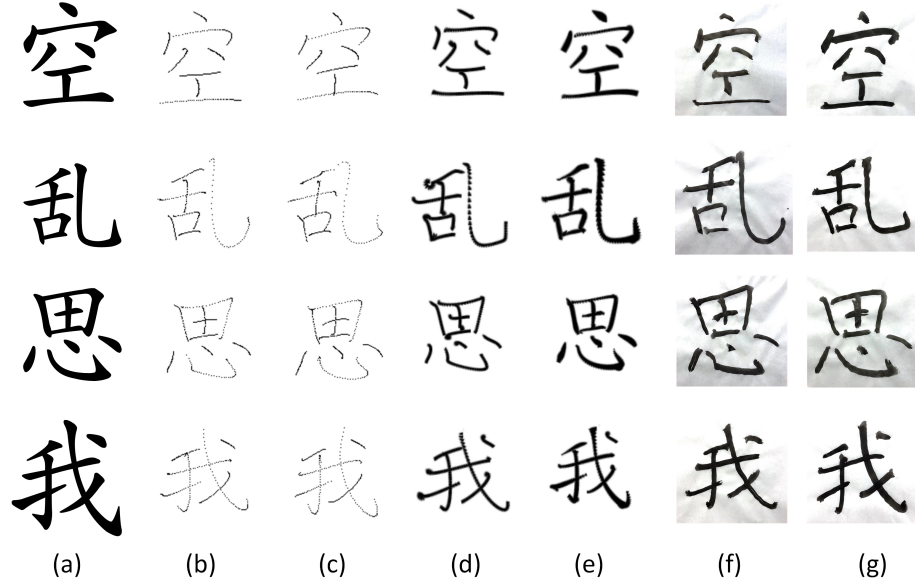 空 空 空 空 空 空 空
乱 乱 乱 乱 乱 乱 乱
思 思 思 思 思 思 思
我 我 我 我 我 我 我
(a) (b) (c) (d) (e) (f) (g)